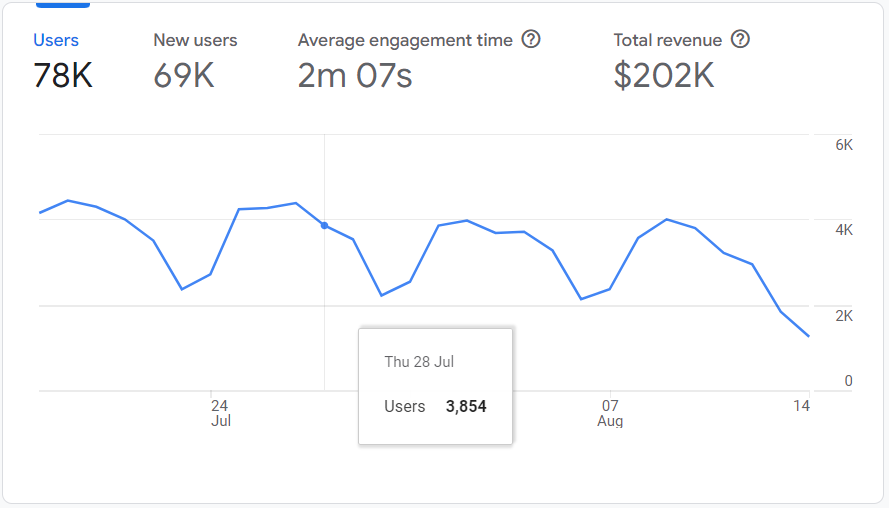 Users New users Average engagement time Total revenue
78K 69K 2m 07s $202K
6K
4K
2K
0
Thu 28 Jul
Users 3,854
24 07 14
Jul Aug